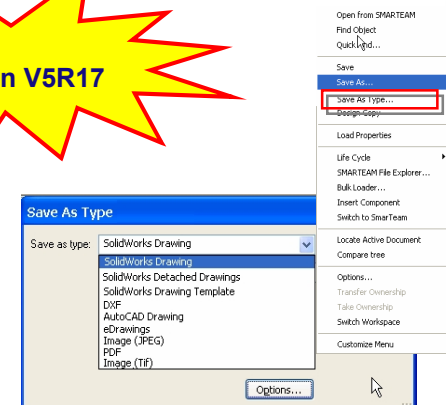 n V5R17
Open from SMARTEAM
Find Object
Save
Save As...
Save As Type...
Design Copy
Load Properties
Life Cycle
SMARTEAM File Explorer...
Bulk Loader...
Insert Component
Switch to SmarTeam
Locate Active Document
Compare tree
Options...
Transfer Ownership
Take Ownership
Switch Workspace
Customize Menu
Save As Type
Save as type: SolidWorks Drawing
SolidWorks Drawing
SolidWorks Detached Drawings
SolidWorks Drawing Template
DXF
AutoCAD Drawing
eDrawings
Image (JPEG)
PDF
Image (Tif)
Options...